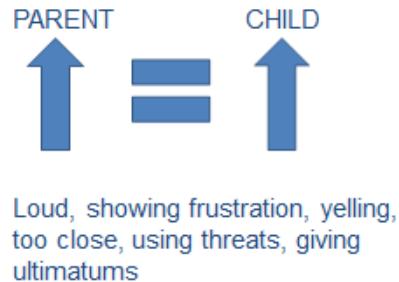 PARENT CHILD
Loud, showing frustration, yelling,
too close, using threats, giving
ultimatums